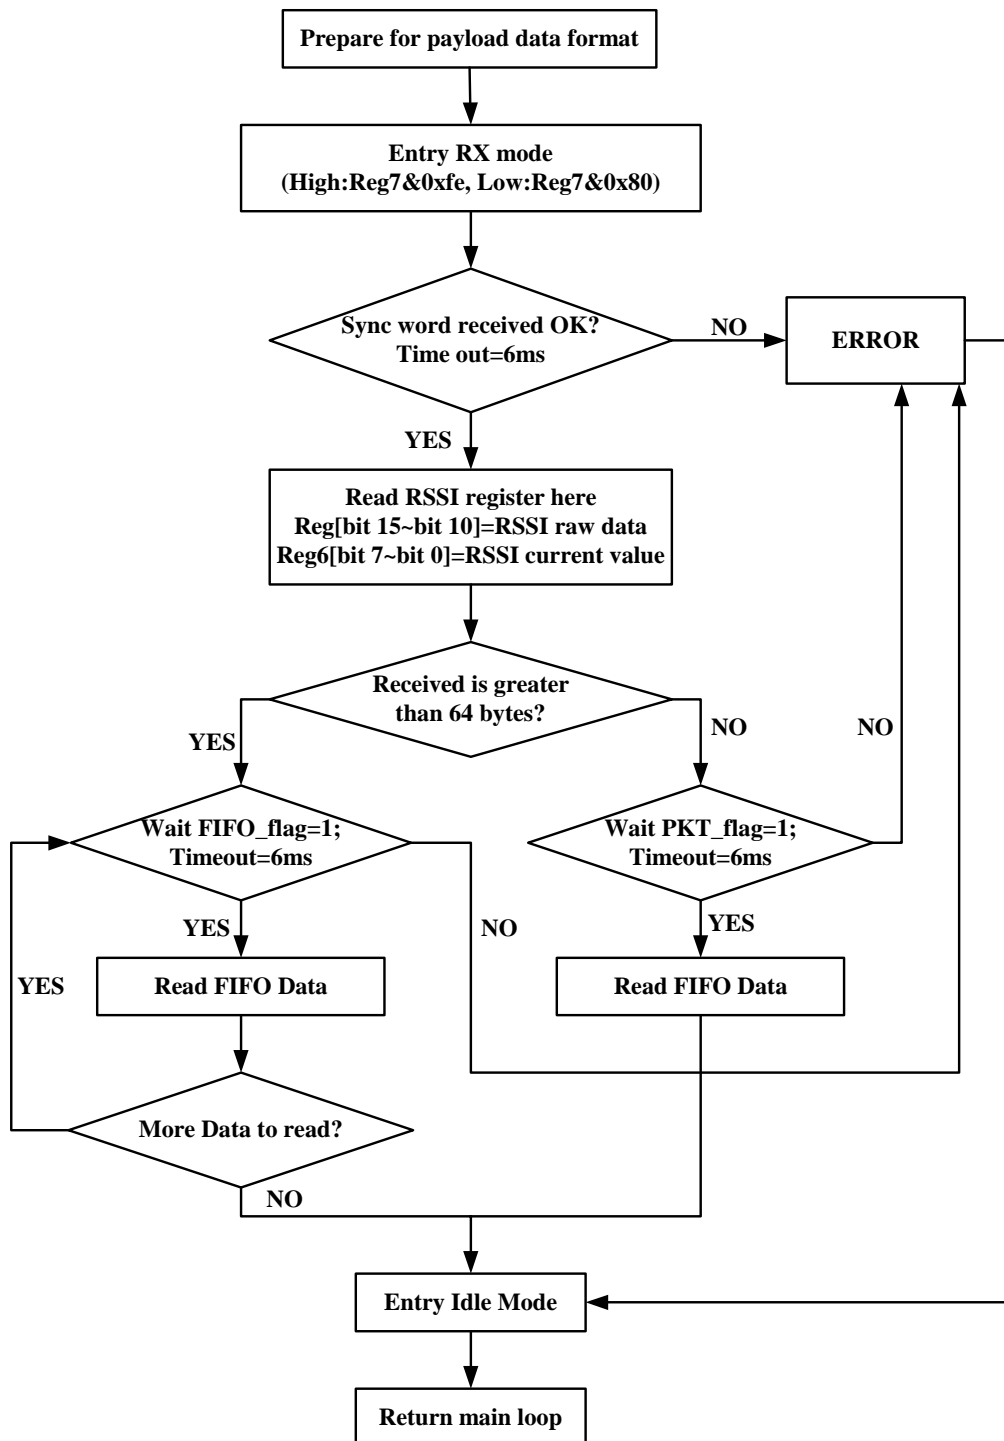 Prepare for payload data format
Entry RX mode
(High:Reg7&0xfe, Low:Reg7&0x80)
Sync word received OK?
Time out=6ms
NO
ERROR
YES
Read RSSI register here
Reg[bit 15~bit 10]=RSSI raw data
Reg6[bit 7~bit 0]=RSSI current value
Received is greater
than 64 bytes?
YES
NO
NO
Wait FIFO_flag=1;
Timeout=6ms
Wait PKT_flag=1;
Timeout=6ms
YES
NO
YES
YES
Read FIFO Data
Read FIFO Data
More Data to read?
NO
Entry Idle Mode
Return main loop